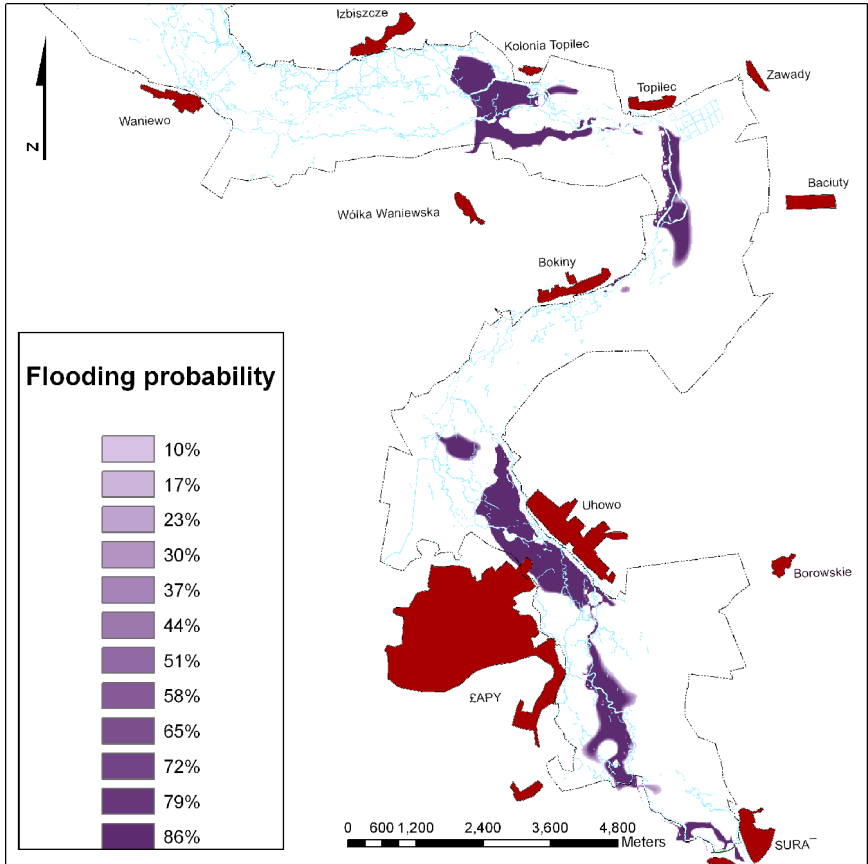 Izbiszcze
Kolonia Topilec
Topilec
Zawady
Waniewo
N
Baciuty
Wólka Waniewska
Bokiny
Flooding probability
10%
17%
23%
30%
37%
44%
51%
58%
65%
72%
79%
86%
Uhowo
Borowskie
£APY
0 600 1,200 2,400 3,600 4,800
Meters
SURA¯